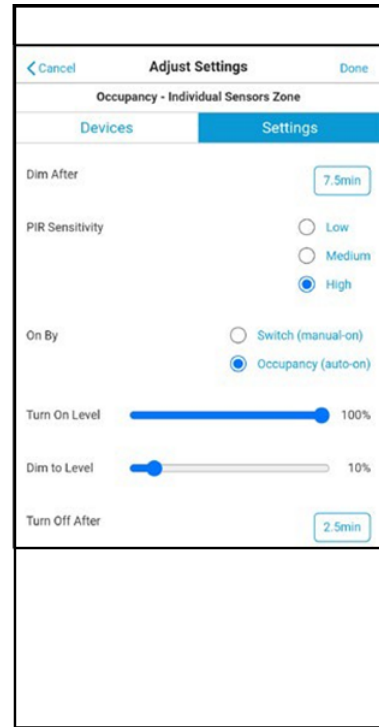 Cancel Adjust Settings Done
Occupancy - Individual Sensors Zone
Devices Settings
Dim After 7.5min
PIR Sensitivity Low
Medium
High
On By Switch (manual-on)
Occupancy (auto-on)
Turn On Level 100%
Dim to Level 10%
Turn Off After 2.5min